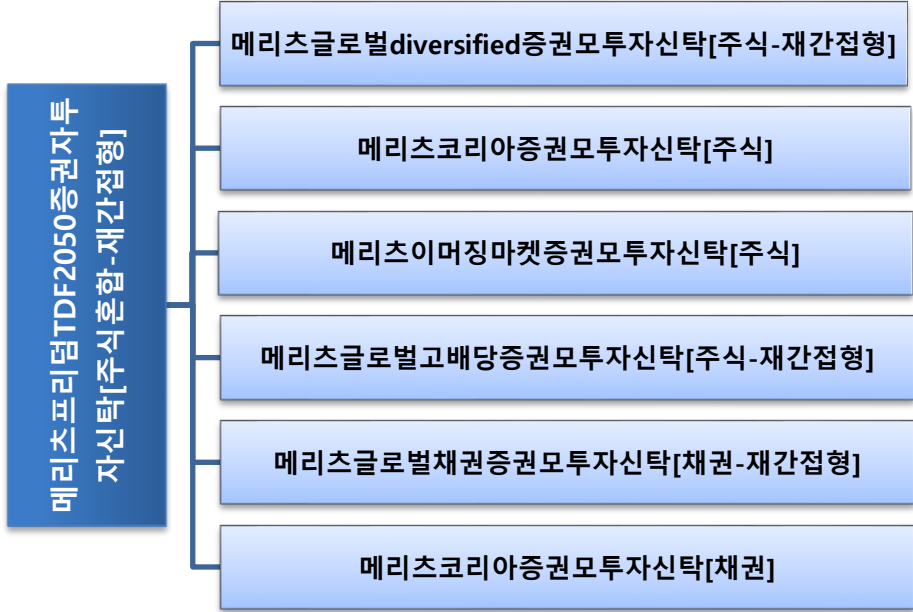 메리츠프리덤TDF2050증권자투
자신탁[주식혼합-재간접형]
메리츠글로벌diversified증권모투자신탁[주식-재간접형]
메리츠코리아증권모투자신탁[주식]
메리츠이머징마켓증권모투자신탁[주식]
메리츠글로벌고배당증권모투자신탁[주식-재간접형]
메리츠글로벌채권증권모투자신탁[채권-재간접형]
메리츠코리아증권모투자신탁[채권]